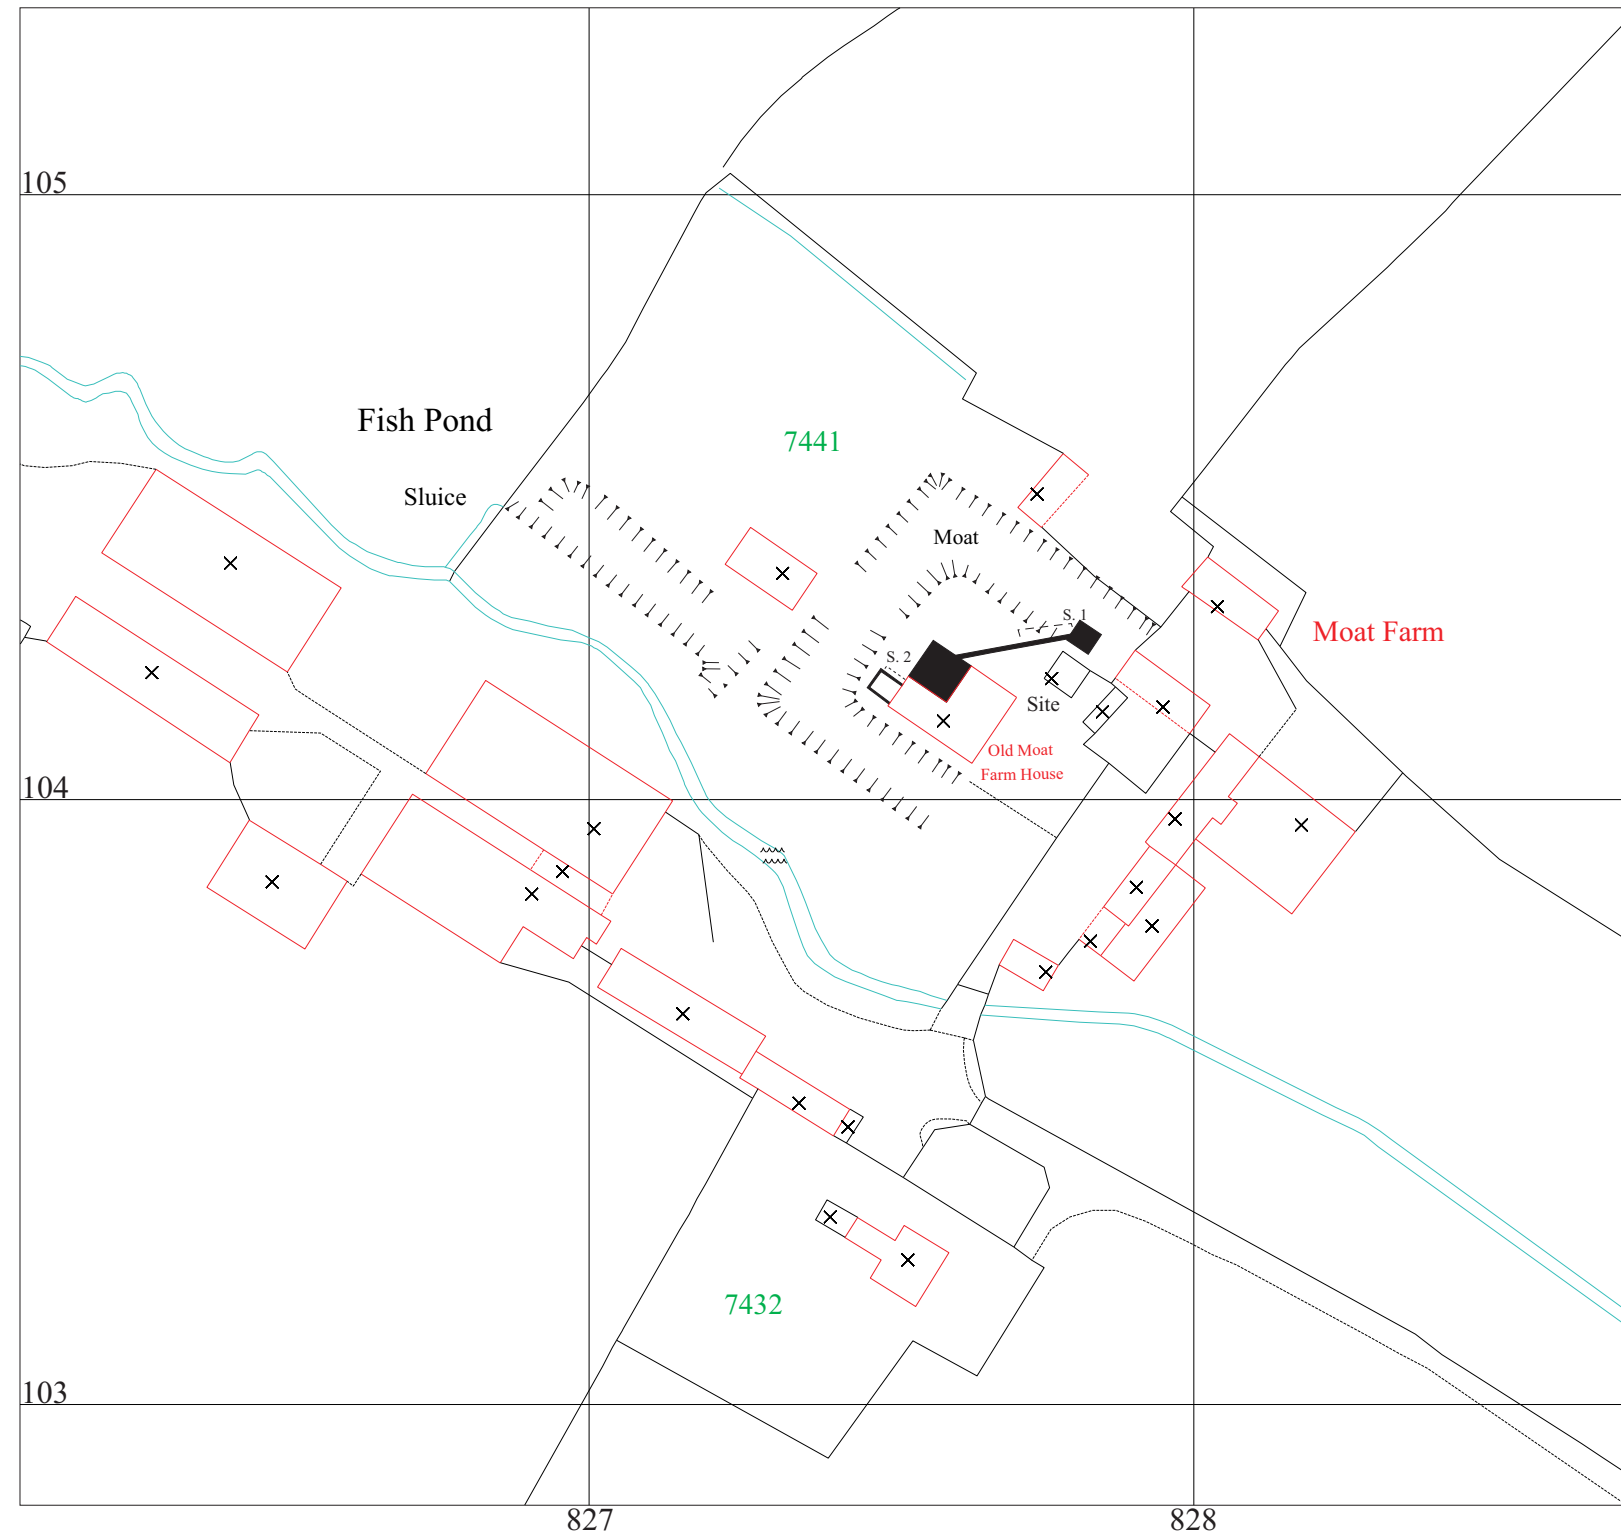 105
Fish Pond
7441
Sluice
Moat
S. 1
Moat Farm
S. 2
Site
Old Moat
Farm House
104
7432
103
827
828